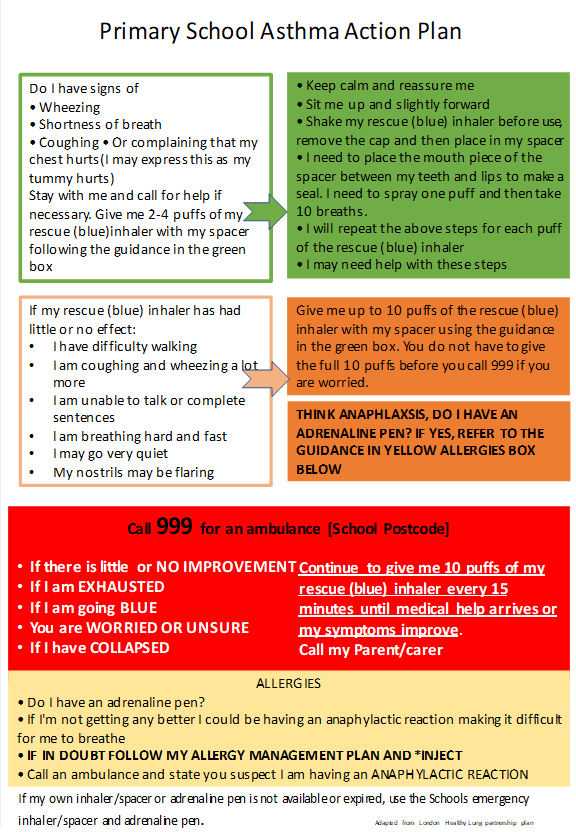 Primary School Asthma Action Plan
Do I have signs of
• Wheezing
• Shortness of breath
• Coughing • Or complaining that my
chest hurts(I may express this as my
tummy hurts)
Stay with me and call for help if
necessary. Give me 2-4 puffs of my
rescue (blue)inhaler with my spacer
following the guidance in the green
box
• Keep calm and reassure me
• Sit me up and slightly forward
• Shake my rescue (blue) inhaler before use,
remove the cap and then place in my spacer
• I need to place the mouth piece of the
spacer between my teeth and lips to make a
seal. I need to spray one puff and then take
10 breaths.
• I will repeat the above steps for each puff
of the rescue (blue) inhaler
• I may need help with these steps
If my rescue (blue) inhaler has had
little or no effect:
• I have difficulty walking
• I am coughing and wheezing a lot
more
• I am unable to talk or complete
sentences
• I am breathing hard and fast
• I may go very quiet
• My nostrils may be flaring
Give me up to 10 puffs of the rescue (blue)
inhaler with my spacer using the guidance
in the green box. You do not have to give
the full 10 puffs before you call 999 if you
are worried.
THINK ANAPHLAXSIS, DO I HAVE AN
ADRENALINE PEN? IF YES, REFER TO THE
GUIDANCE IN YELLOW ALLERGIES BOX
BELOW
Call 999 for an ambulance [School Postcode]
• If there is little or NO IMPROVEMENT
• If I am EXHAUSTED
• If I am going BLUE
• You are WORRIED OR UNSURE
• If I have COLLAPSED
Continue to give me 10 puffs of my
rescue (blue) inhaler every 15
minutes until medical help arrives or
my symptoms improve.
Call my Parent/carer
ALLERGIES
• Do I have an adrenaline pen?
• If I'm not getting any better I could be having an anaphylactic reaction making it difficult
for me to breathe
• IF IN DOUBT FOLLOW MY ALLERGY MANAGEMENT PLAN AND *INJECT
• Call an ambulance and state you suspect I am having an ANAPHYLACTIC REACTION
If my own inhaler/spacer or adrenaline pen is not available or expired, use the Schools emergency
inhaler/spacer and adrenaline pen.
Adapted from London Healthy Lung partnership plan